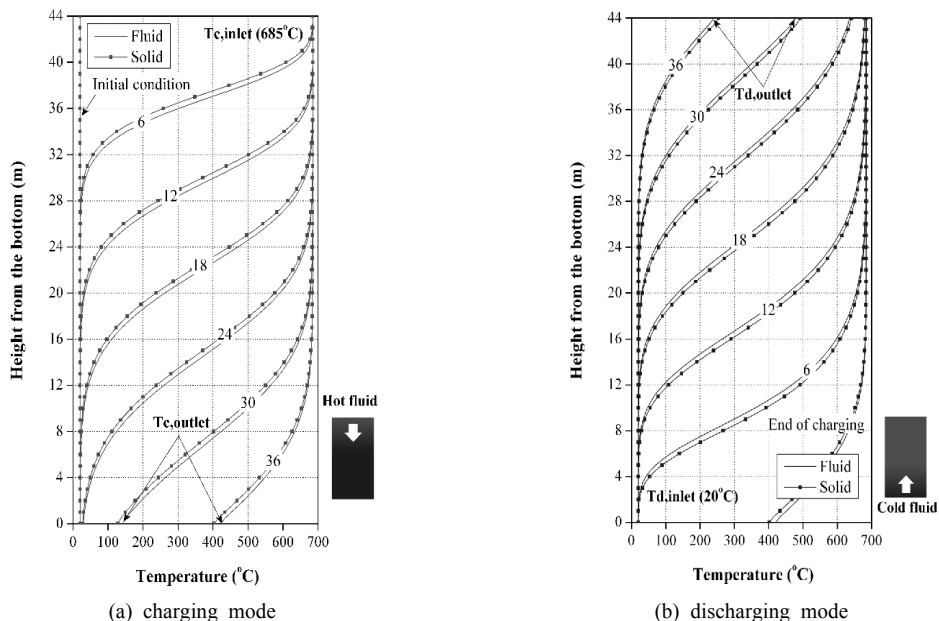 44
40
36
32
28
24
20
16
12
8
4
0
Height from the bottom (m)
Fluid
Solid
Tc,inlet (685°C)
Initial condition
6
12
18
24
30
36
Tc,outlet
Hot fluid
0 100 200 300 400 500 600 700
Temperature (°C)
(a) charging mode
44
40
36
32
28
24
20
16
12
8
4
0
Height from the bottom (m)
36
Td,outlet
30
24
18
12
6
End of charging
Fluid
Solid
Td,inlet (20°C)
Cold fluid
0 100 200 300 400 500 600 700
Temperature (°C)
(b) discharging mode